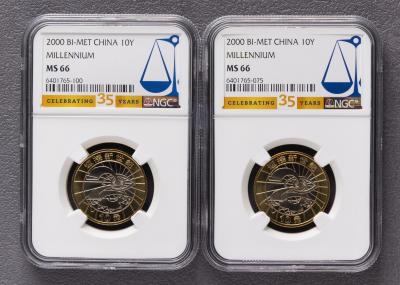 2000 BI-MET CHINA 10Y
MILLENNIUM
MS 66
6401765-100
CELEBRATING 35 YEARS
NGC
2000 BI-MET CHINA 10Y
MILLENNIUM
MS 66
6401765-075
CELEBRATING 35 YEARS
NGC